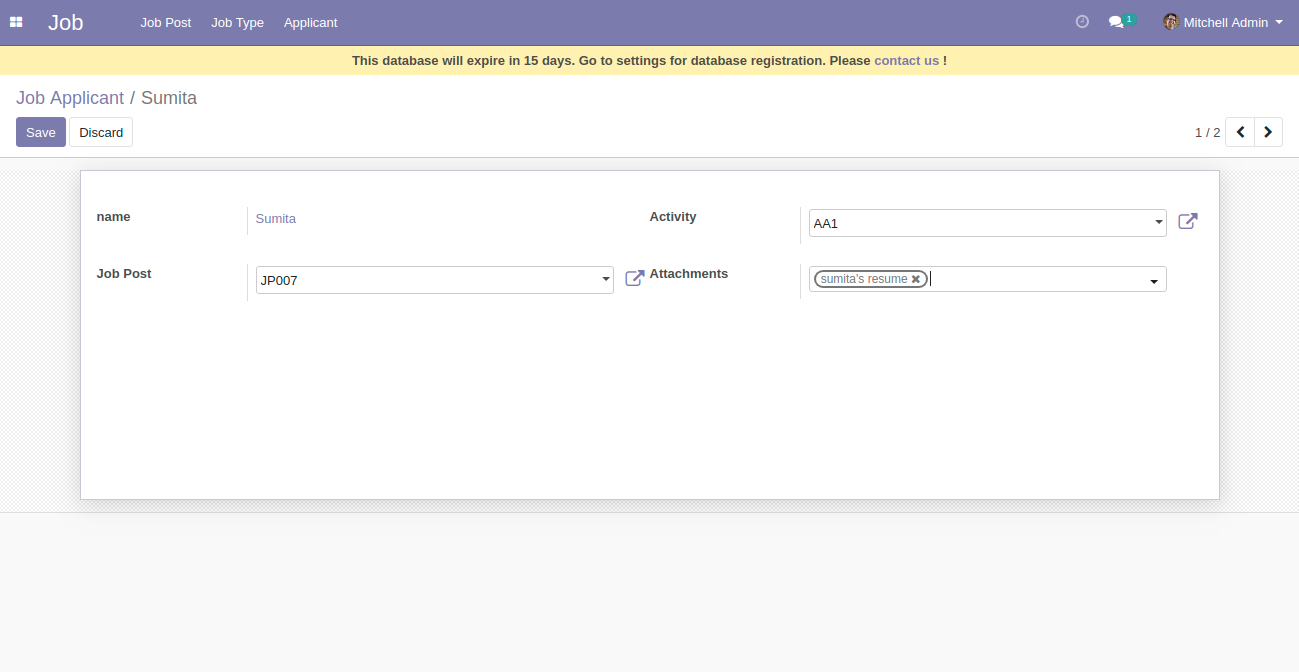 Job Job Post Job Type Applicant 1 Mitchell Admin
This database will expire in 15 days. Go to settings for database registration. Please contact us !
Job Applicant / Sumita
Save Discard 1 / 2
name Sumita Activity AA1
Job Post JP007 Attachments sumita's resume